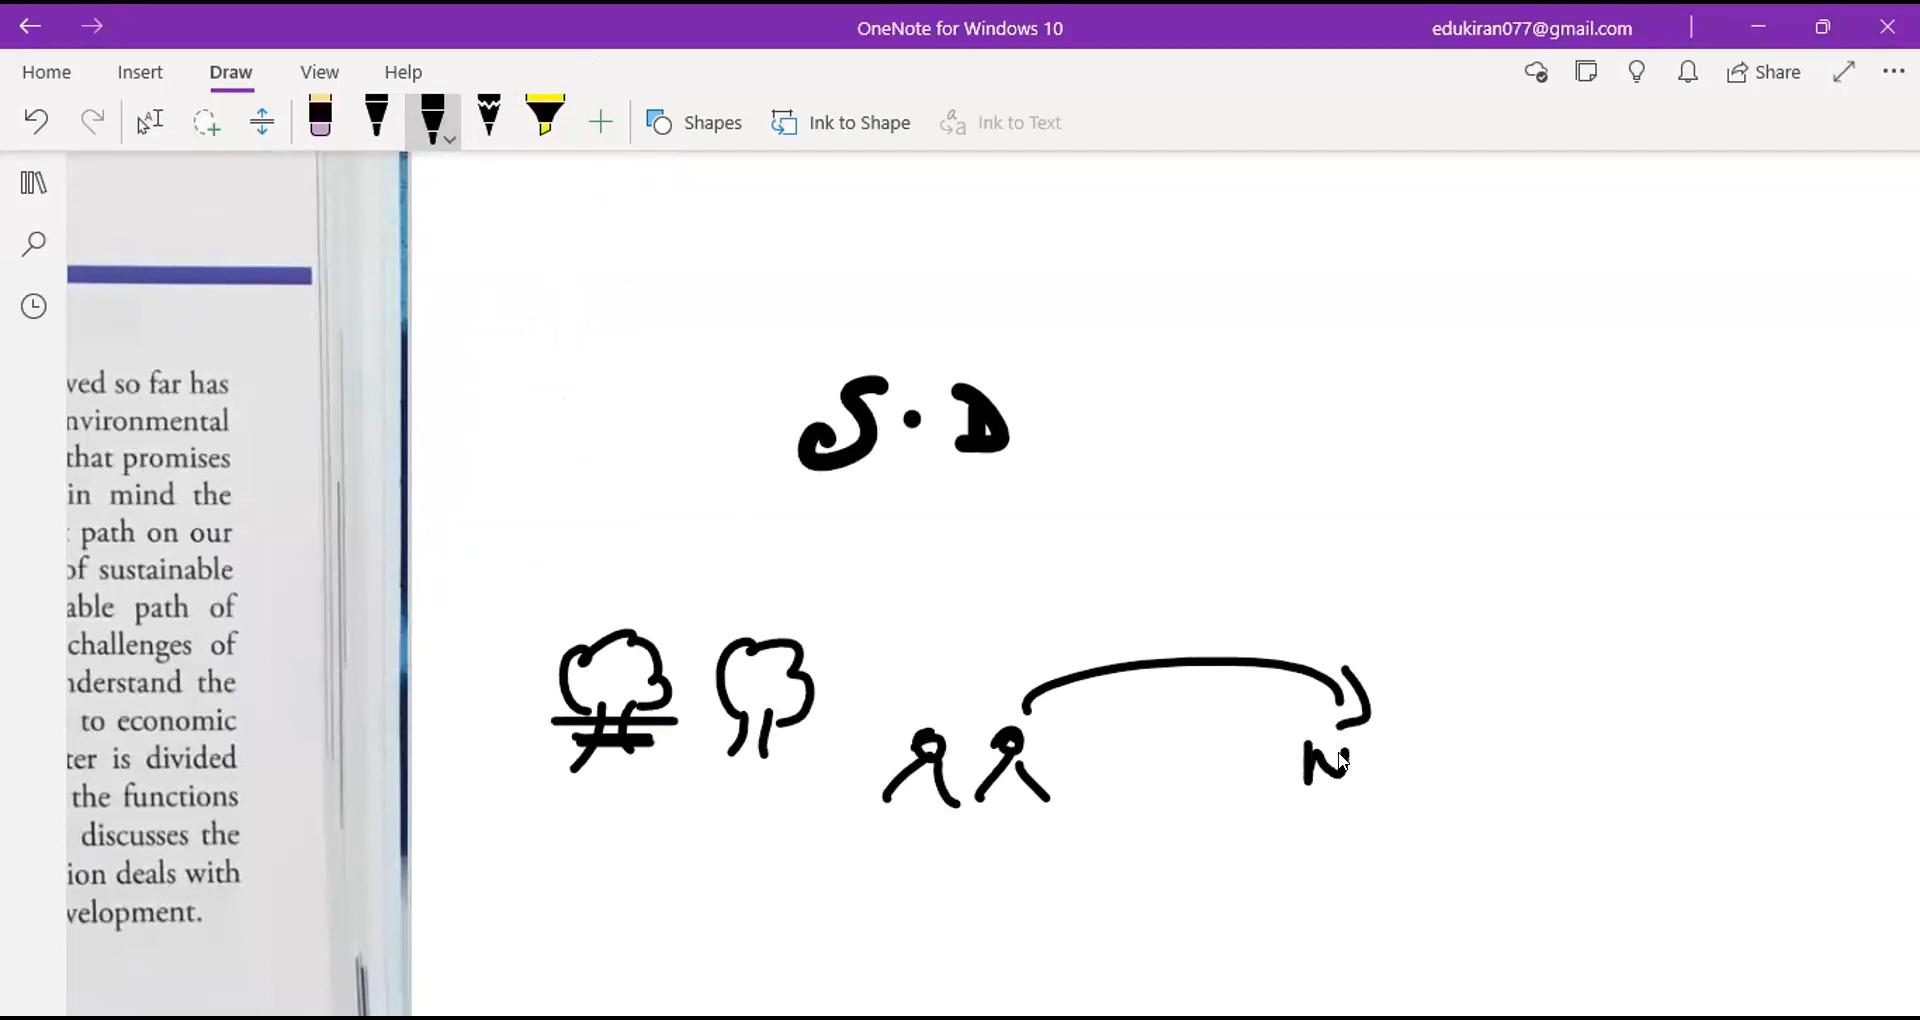 OneNote for Windows 10
edukiran077@gmail.com
Home Insert Draw View Help
Share
Shapes Ink to Shape Ink to Text
ved so far has
nvironmental
that promises
in mind the
path on our
of sustainable
able path of
challenges of
nderstand the
to economic
ter is divided
the functions
discusses the
ion deals with
velopment.
S.D
N